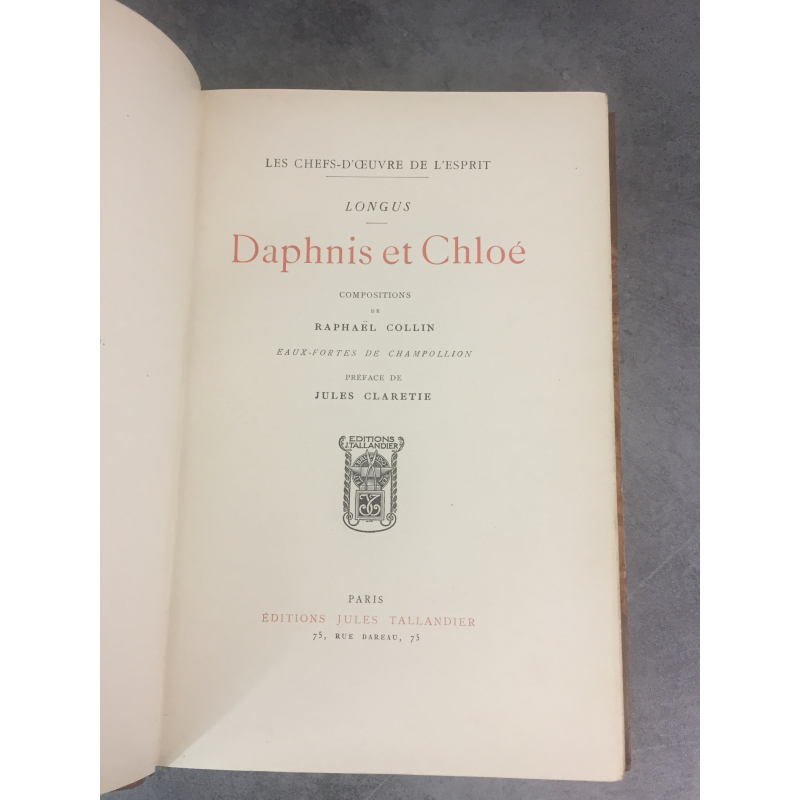 LES CHEFS-D'ŒUVRE DE L'ESPRIT
LONGUS
Daphnis et Chloé
COMPOSITIONS
DE
RAPHAËL COLLIN
EAUX-FORTES DE CHAMPOLLION
PRÉFACE DE
JULES CLARETIE
EDITIONS
J. TALLANDIER
PARIS
ÉDITIONS JULES TALLANDIER
75, RUE DAREAU, 75